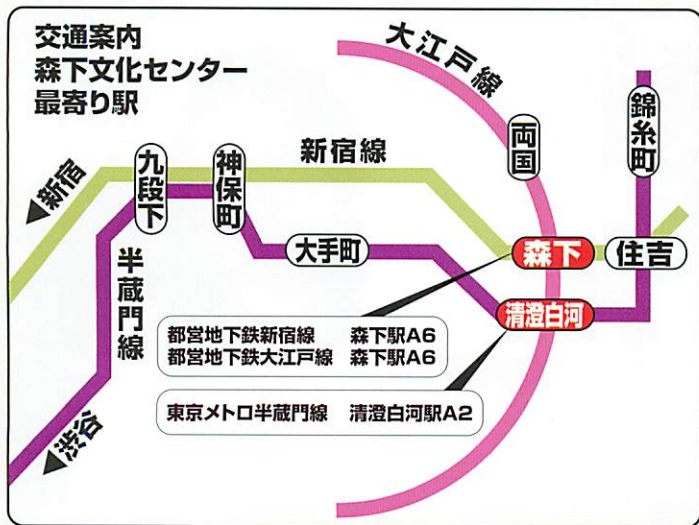 交通案内
森下文化センター
最寄り駅
大江戸線
両国
錦糸町
新宿線
九段下
神保町
◀新宿
大手町
森下
住吉
清澄白河
半蔵門線
都営地下鉄新宿線 森下駅A6
都営地下鉄大江戸線 森下駅A6
東京メトロ半蔵門線 清澄白河駅A2
◀渋谷